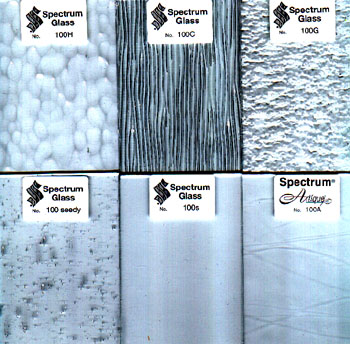 Spectrum
Glass
No. 100H
Spectrum
Glass
No. 100C
Spectrum
Glass
No. 100G
Spectrum
Glass
No. 100 seedy
Spectrum
Glass
No. 100s
Spectrum®
Antique
No. 100A